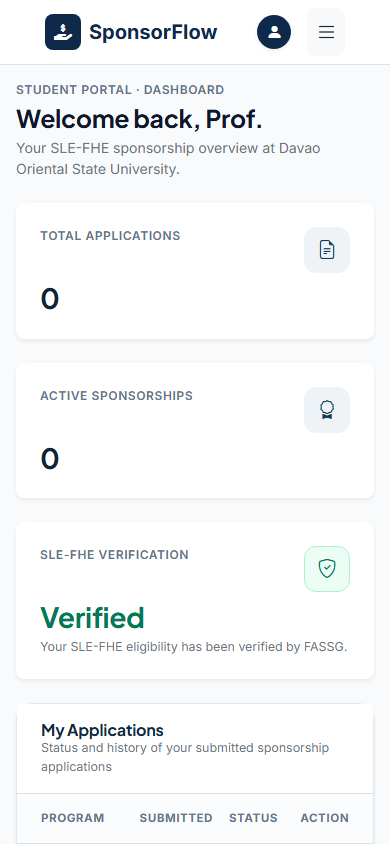 SponsorFlow
STUDENT PORTAL · DASHBOARD
Welcome back, Prof.
Your SLE-FHE sponsorship overview at Davao
Oriental State University.
TOTAL APPLICATIONS
0
ACTIVE SPONSORSHIPS
0
SLE-FHE VERIFICATION
Verified
Your SLE-FHE eligibility has been verified by FASSG.
My Applications
Status and history of your submitted sponsorship
applications
PROGRAM SUBMITTED STATUS ACTION